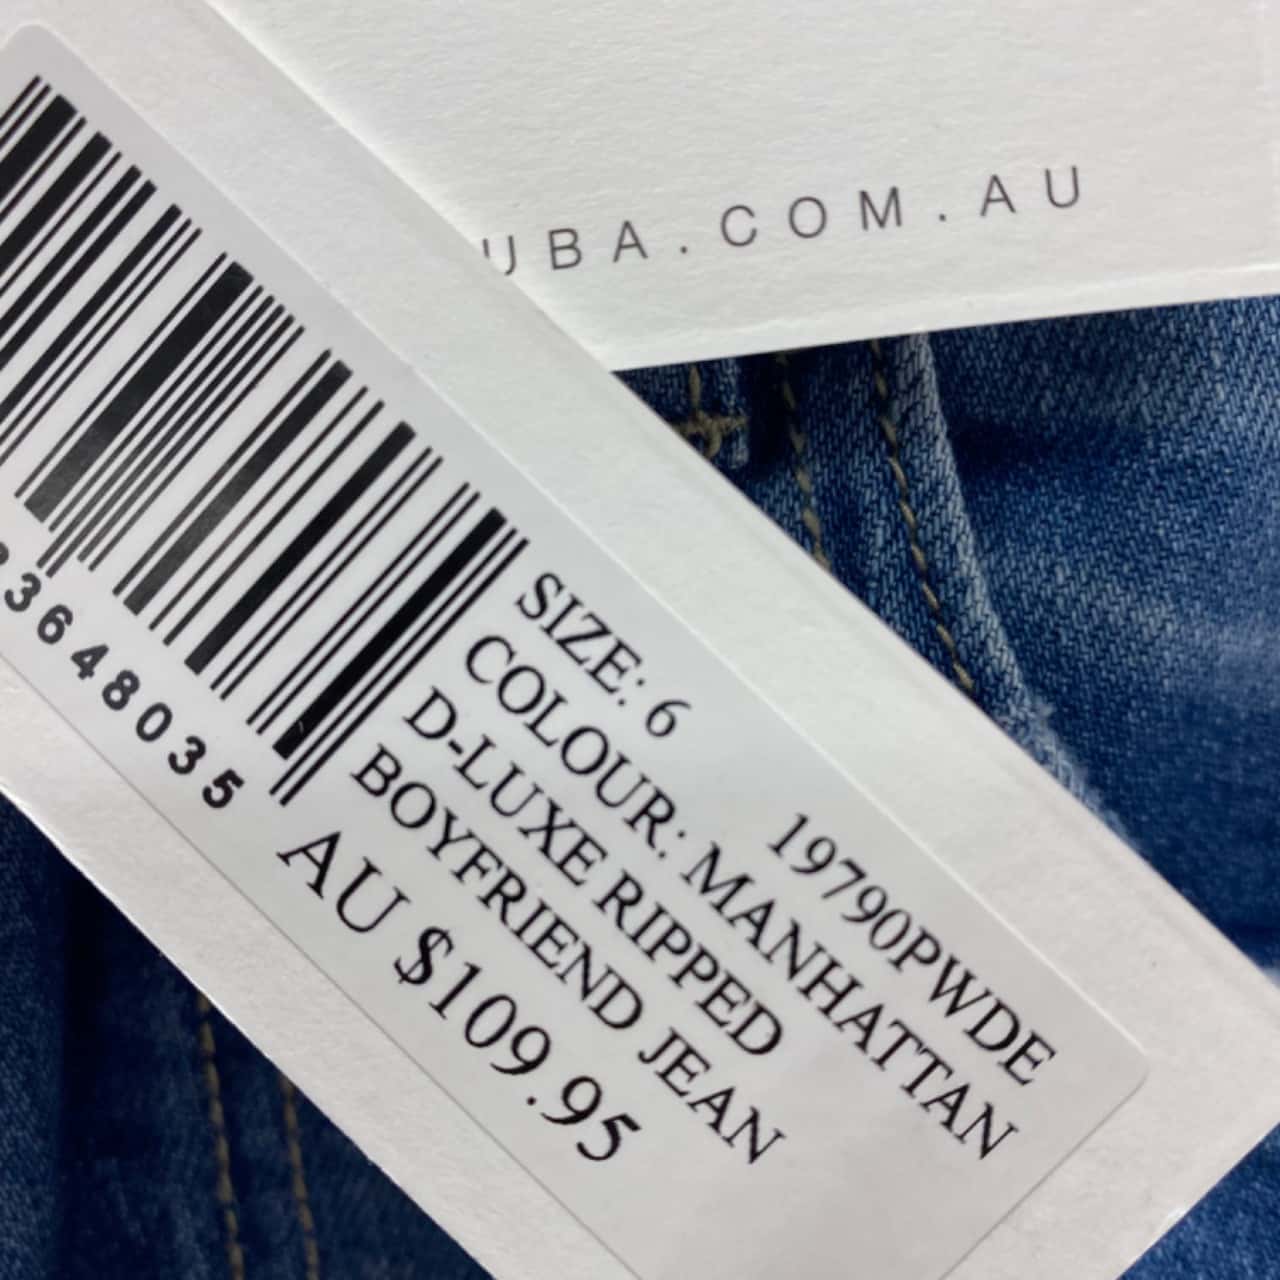 UBA.COM.AU
3648035
SIZE: 6 19790PWDE
COLOUR: MANHATTAN
D-LUXE RIPPED
BOYFRIEND JEAN
AU $109.95